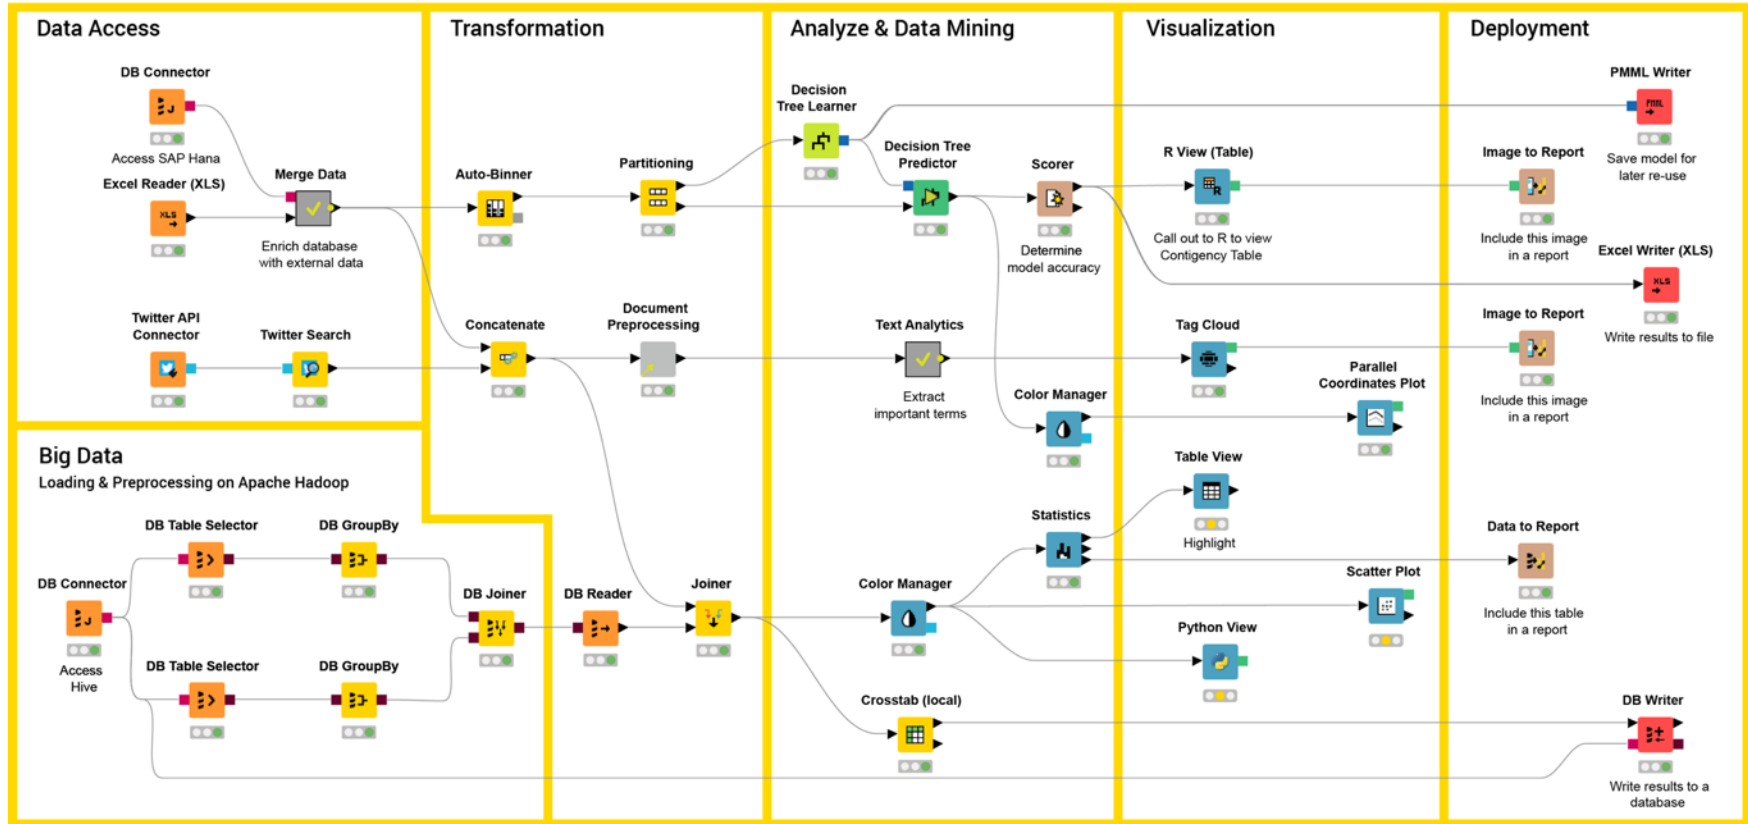 Data Access
DB Connector
Access SAP Hana
Excel Reader (XLS)
XLS
Merge Data
Enrich database
with external data
Twitter API
Connector
Twitter Search
Big Data
Loading & Preprocessing on Apache Hadoop
DB Table Selector
DB GroupBy
DB Connector
Access
Hive
DB Table Selector
DB GroupBy
DB Joiner
Transformation
Auto-Binner
Partitioning
Concatenate
Document
Preprocessing
DB Reader
Joiner
Analyze & Data Mining
Decision
Tree Learner
Decision Tree
Predictor
Scorer
Determine
model accuracy
Text Analytics
Extract
important terms
Color Manager
Statistics
Color Manager
Crosstab (local)
Visualization
R View (Table)
R
Call out to R to view
Contigency Table
Tag Cloud
Parallel
Coordinates Plot
Table View
Highlight
Scatter Plot
Python View
Deployment
PMML Writer
PMML
Save model for
later re-use
Image to Report
Include this image
in a report
Excel Writer (XLS)
XLS
Write results to file
Image to Report
Include this image
in a report
Data to Report
Include this table
in a report
DB Writer
Write results to a
database